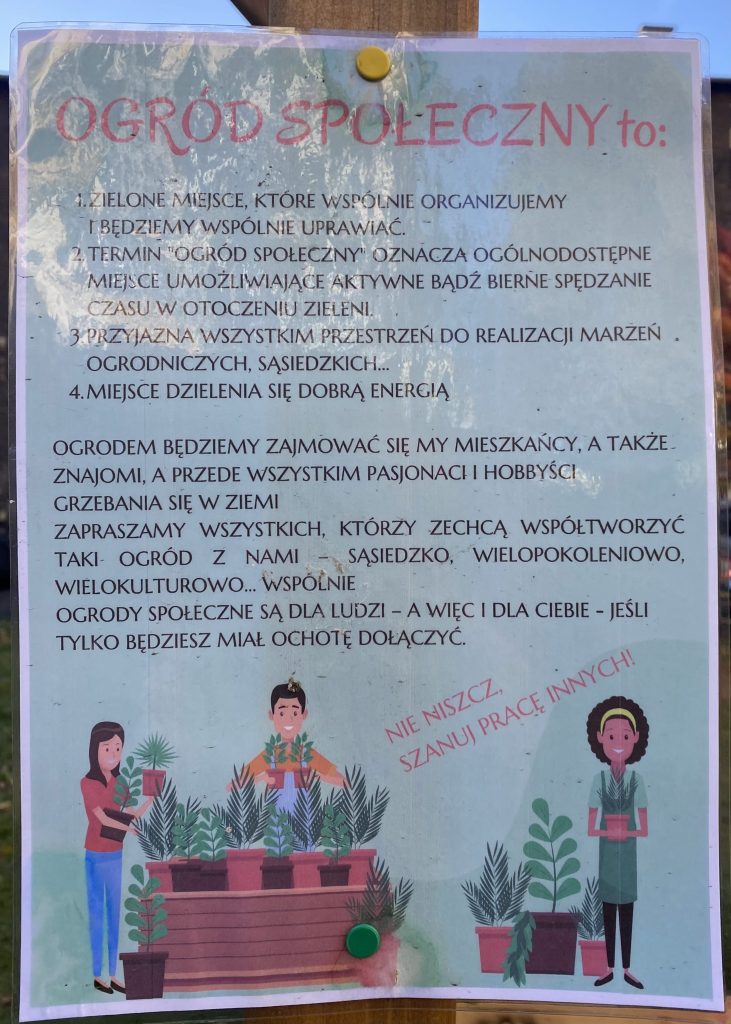 OGRÓD SPOŁECZNY to:
1. ZIELONE MIEJSCE, KTÓRE WSPÓLNIE ORGANIZUJEMY
I BĘDZIEMY WSPÓLNIE UPRAWIAĆ.
2. TERMIN "OGRÓD SPOŁECZNY" OZNACZA OGÓLNODOSTĘPNE
MIEJSCE UMOŻLIWIAJĄCE AKTYWNE BĄDŹ BIERNE SPĘDZANIE
CZASU W OTOCZENIU ZIELENI.
3. PRZYJAZNA WSZYSTKIM PRZESTRZEŃ DO REALIZACJI MARZEŃ
OGRODNICZYCH, SĄSIEDZKICH...
4. MIEJSCE DZIELENIA SIĘ DOBRĄ ENERGIĄ
OGRODEM BĘDZIEMY ZAJMOWAĆ SIĘ MY MIESZKAŃCY, A TAKŻE
ZNAJOMI, A PRZEDE WSZYSTKIM PASJONACI I HOBBYŚCI
GRZEBANIA SIĘ W ZIEMI
ZAPRASZAMY WSZYSTKICH, KTÓRZY ZECHCĄ WSPÓŁTWORZYĆ
TAKI OGRÓD Z NAMI – SĄSIEDZKO, WIELOPOKOLENIOWO,
WIELOKULTUROWO... WSPÓLNIE
OGRODY SPOŁECZNE SĄ DLA LUDZI – A WIĘC I DLA CIEBIE - JEŚLI
TYLKO BĘDZIESZ MIAŁ OCHOTĘ DOŁĄCZYĆ.
NIE NISZCZ,
SZANUJ PRACĘ INNYCH!